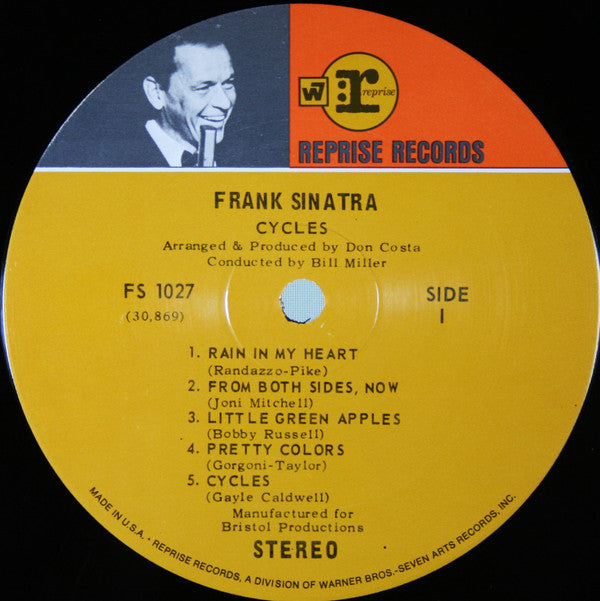 W7 reprise
REPRISE RECORDS
FRANK SINATRA
CYCLES
Arranged & Produced by Don Costa
Conducted by Bill Miller
FS 1027
(30,869)
SIDE
1
1. RAIN IN MY HEART
(Randazzo-Pike)
2. FROM BOTH SIDES, NOW
(Joni Mitchell)
3. LITTLE GREEN APPLES
(Bobby Russell)
4. PRETTY COLORS
(Gorgoni-Taylor)
5. CYCLES
(Gayle Caldwell)
Manufactured for
Bristol Productions
STEREO
MADE IN U.S.A. • REPRISE RECORDS, A DIVISION OF WARNER BROS.-SEVEN ARTS RECORDS, INC.